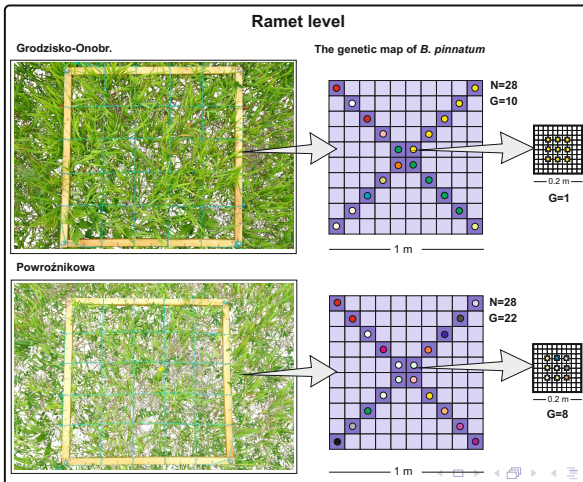 Ramet level
Grodzisko-Onobr.
The genetic map of B. pinnatum
N=28
G=10
0.2 m
G=1
1 m
Powroźnikowa
N=28
G=22
0.2 m
G=8
1 m